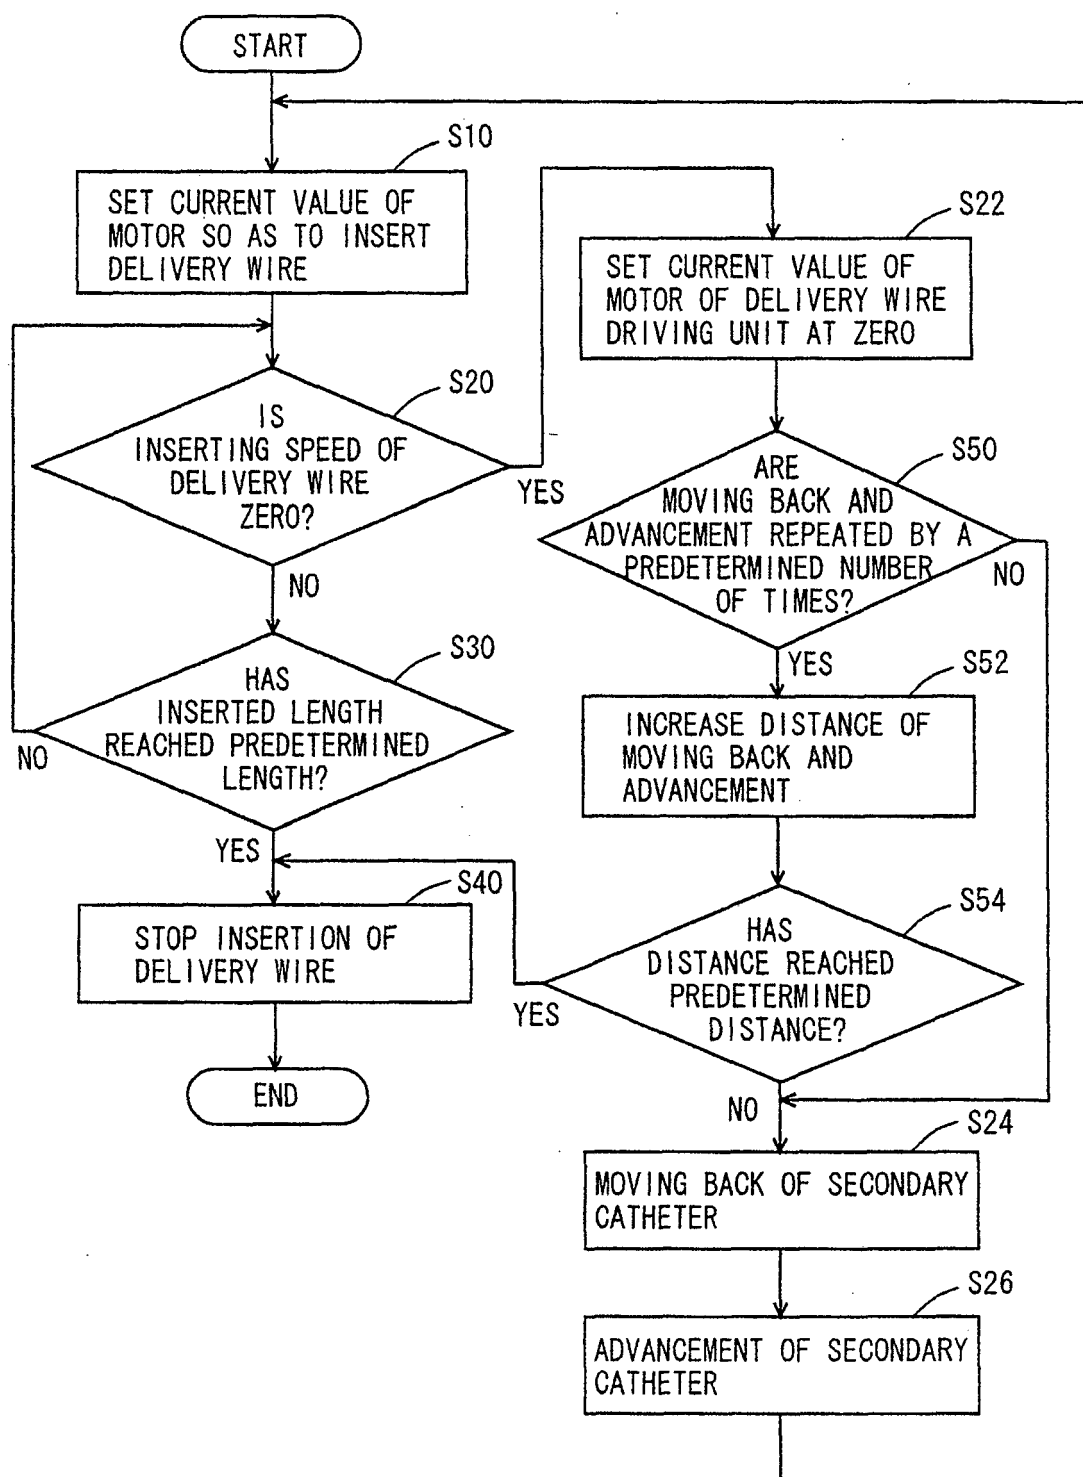 START
S10
SET CURRENT VALUE OF
MOTOR SO AS TO INSERT
DELIVERY WIRE
S20
IS
INSERTING SPEED OF
DELIVERY WIRE
ZERO?
YES
NO
S30
HAS
INSERTED LENGTH
REACHED PREDETERMINED
LENGTH?
NO
YES
S40
STOP INSERTION OF
DELIVERY WIRE
END
S22
SET CURRENT VALUE OF
MOTOR OF DELIVERY WIRE
DRIVING UNIT AT ZERO
S50
ARE
MOVING BACK AND
ADVANCEMENT REPEATED BY A
PREDETERMINED NUMBER
OF TIMES?
NO
YES
S52
INCREASE DISTANCE OF
MOVING BACK AND
ADVANCEMENT
S54
HAS
DISTANCE REACHED
PREDETERMINED
DISTANCE?
YES
NO
S24
MOVING BACK OF SECONDARY
CATHETER
S26
ADVANCEMENT OF SECONDARY
CATHETER